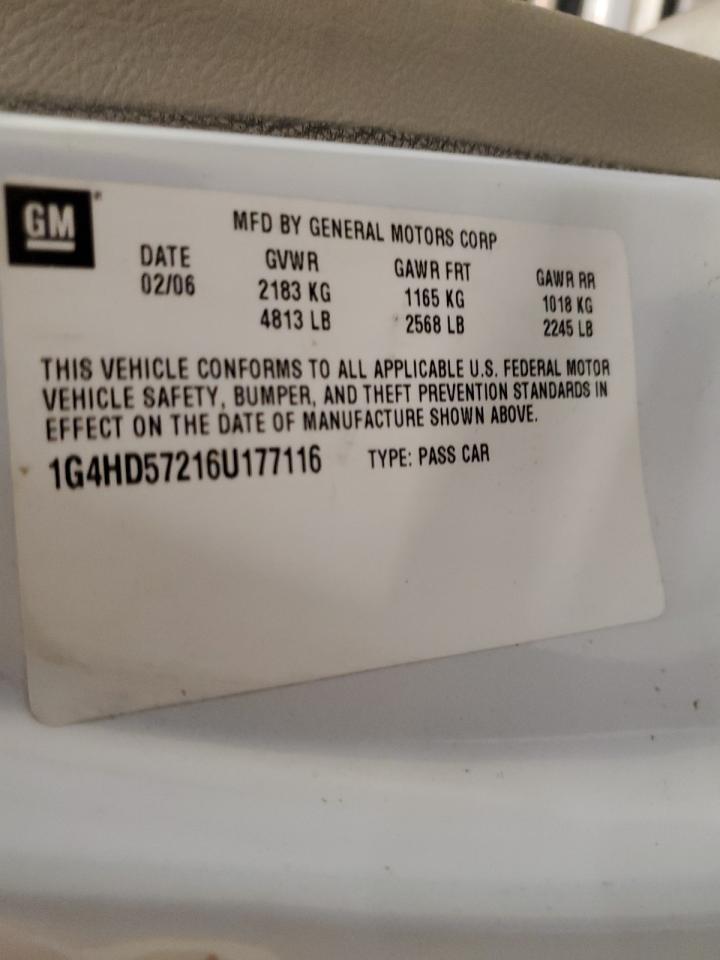 GM
MFD BY GENERAL MOTORS CORP
DATE GVWR GAWR FRT GAWR RR
02/06 2183 KG 1165 KG 1018 KG
4813 LB 2568 LB 2245 LB
THIS VEHICLE CONFORMS TO ALL APPLICABLE U.S. FEDERAL MOTOR
VEHICLE SAFETY, BUMPER, AND THEFT PREVENTION STANDARDS IN
EFFECT ON THE DATE OF MANUFACTURE SHOWN ABOVE.
1G4HD57216U177116 TYPE: PASS CAR